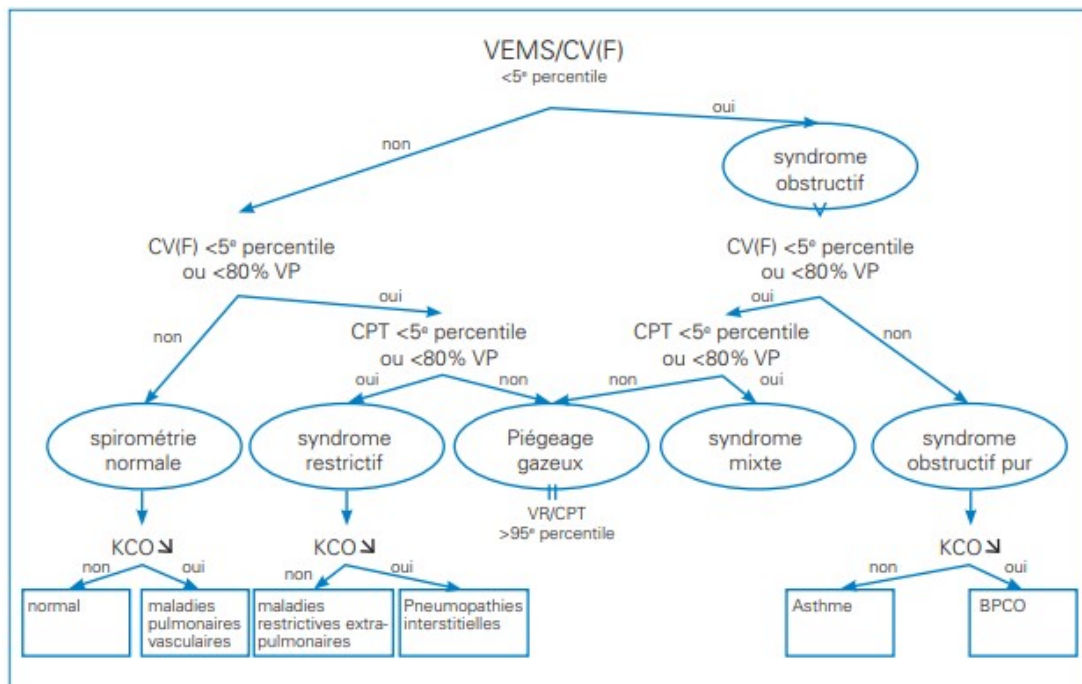 VEMS/CV(F)
<5e percentile
oui
non
syndrome
obstructif
CV(F) <5e percentile
ou <80% VP
CV(F) <5e percentile
ou <80% VP
oui
oui
non
non
CPT <5e percentile
ou <80% VP
CPT <5e percentile
ou <80% VP
oui
non
non
oui
spirométrie
normale
syndrome
restrictif
Piégeage
gazeux
syndrome
mixte
syndrome
obstructif pur
VR/CPT
>95e percentile
KCO ↘
KCO ↘
KCO ↘
non
oui
non
oui
non
oui
normal
maladies
pulmonaires
vasculaires
maladies
restrictives extra-
pulmonaires
Pneumopathies
interstitielles
Asthme
BPCO